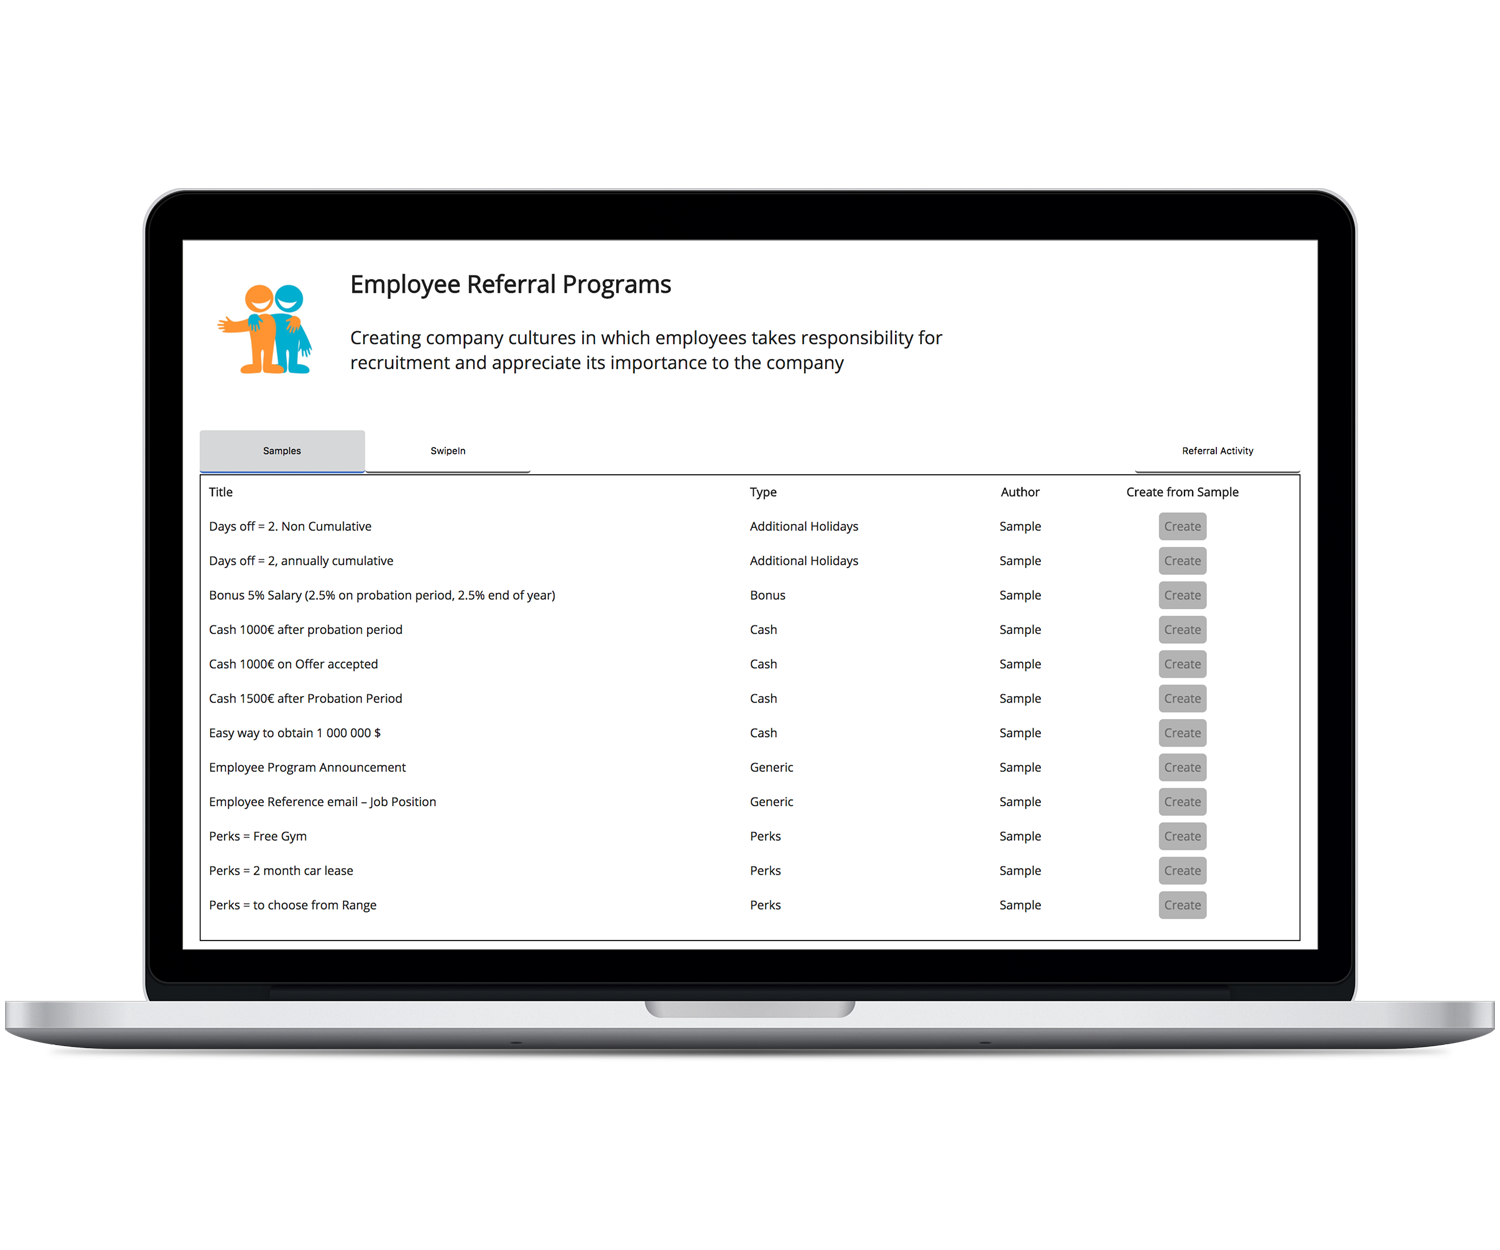 Employee Referral Programs
Creating company cultures in which employees takes responsibility for
recruitment and appreciate its importance to the company
Samples SwipeIn Referral Activity
Title Type Author Create from Sample
Days off = 2. Non Cumulative Additional Holidays Sample Create
Days off = 2, annually cumulative Additional Holidays Sample Create
Bonus 5% Salary (2.5% on probation period, 2.5% end of year) Bonus Sample Create
Cash 1000€ after probation period Cash Sample Create
Cash 1000€ on Offer accepted Cash Sample Create
Cash 1500€ after Probation Period Cash Sample Create
Easy way to obtain 1 000 000 $ Cash Sample Create
Employee Program Announcement Generic Sample Create
Employee Reference email – Job Position Generic Sample Create
Perks = Free Gym Perks Sample Create
Perks = 2 month car lease Perks Sample Create
Perks = to choose from Range Perks Sample Create